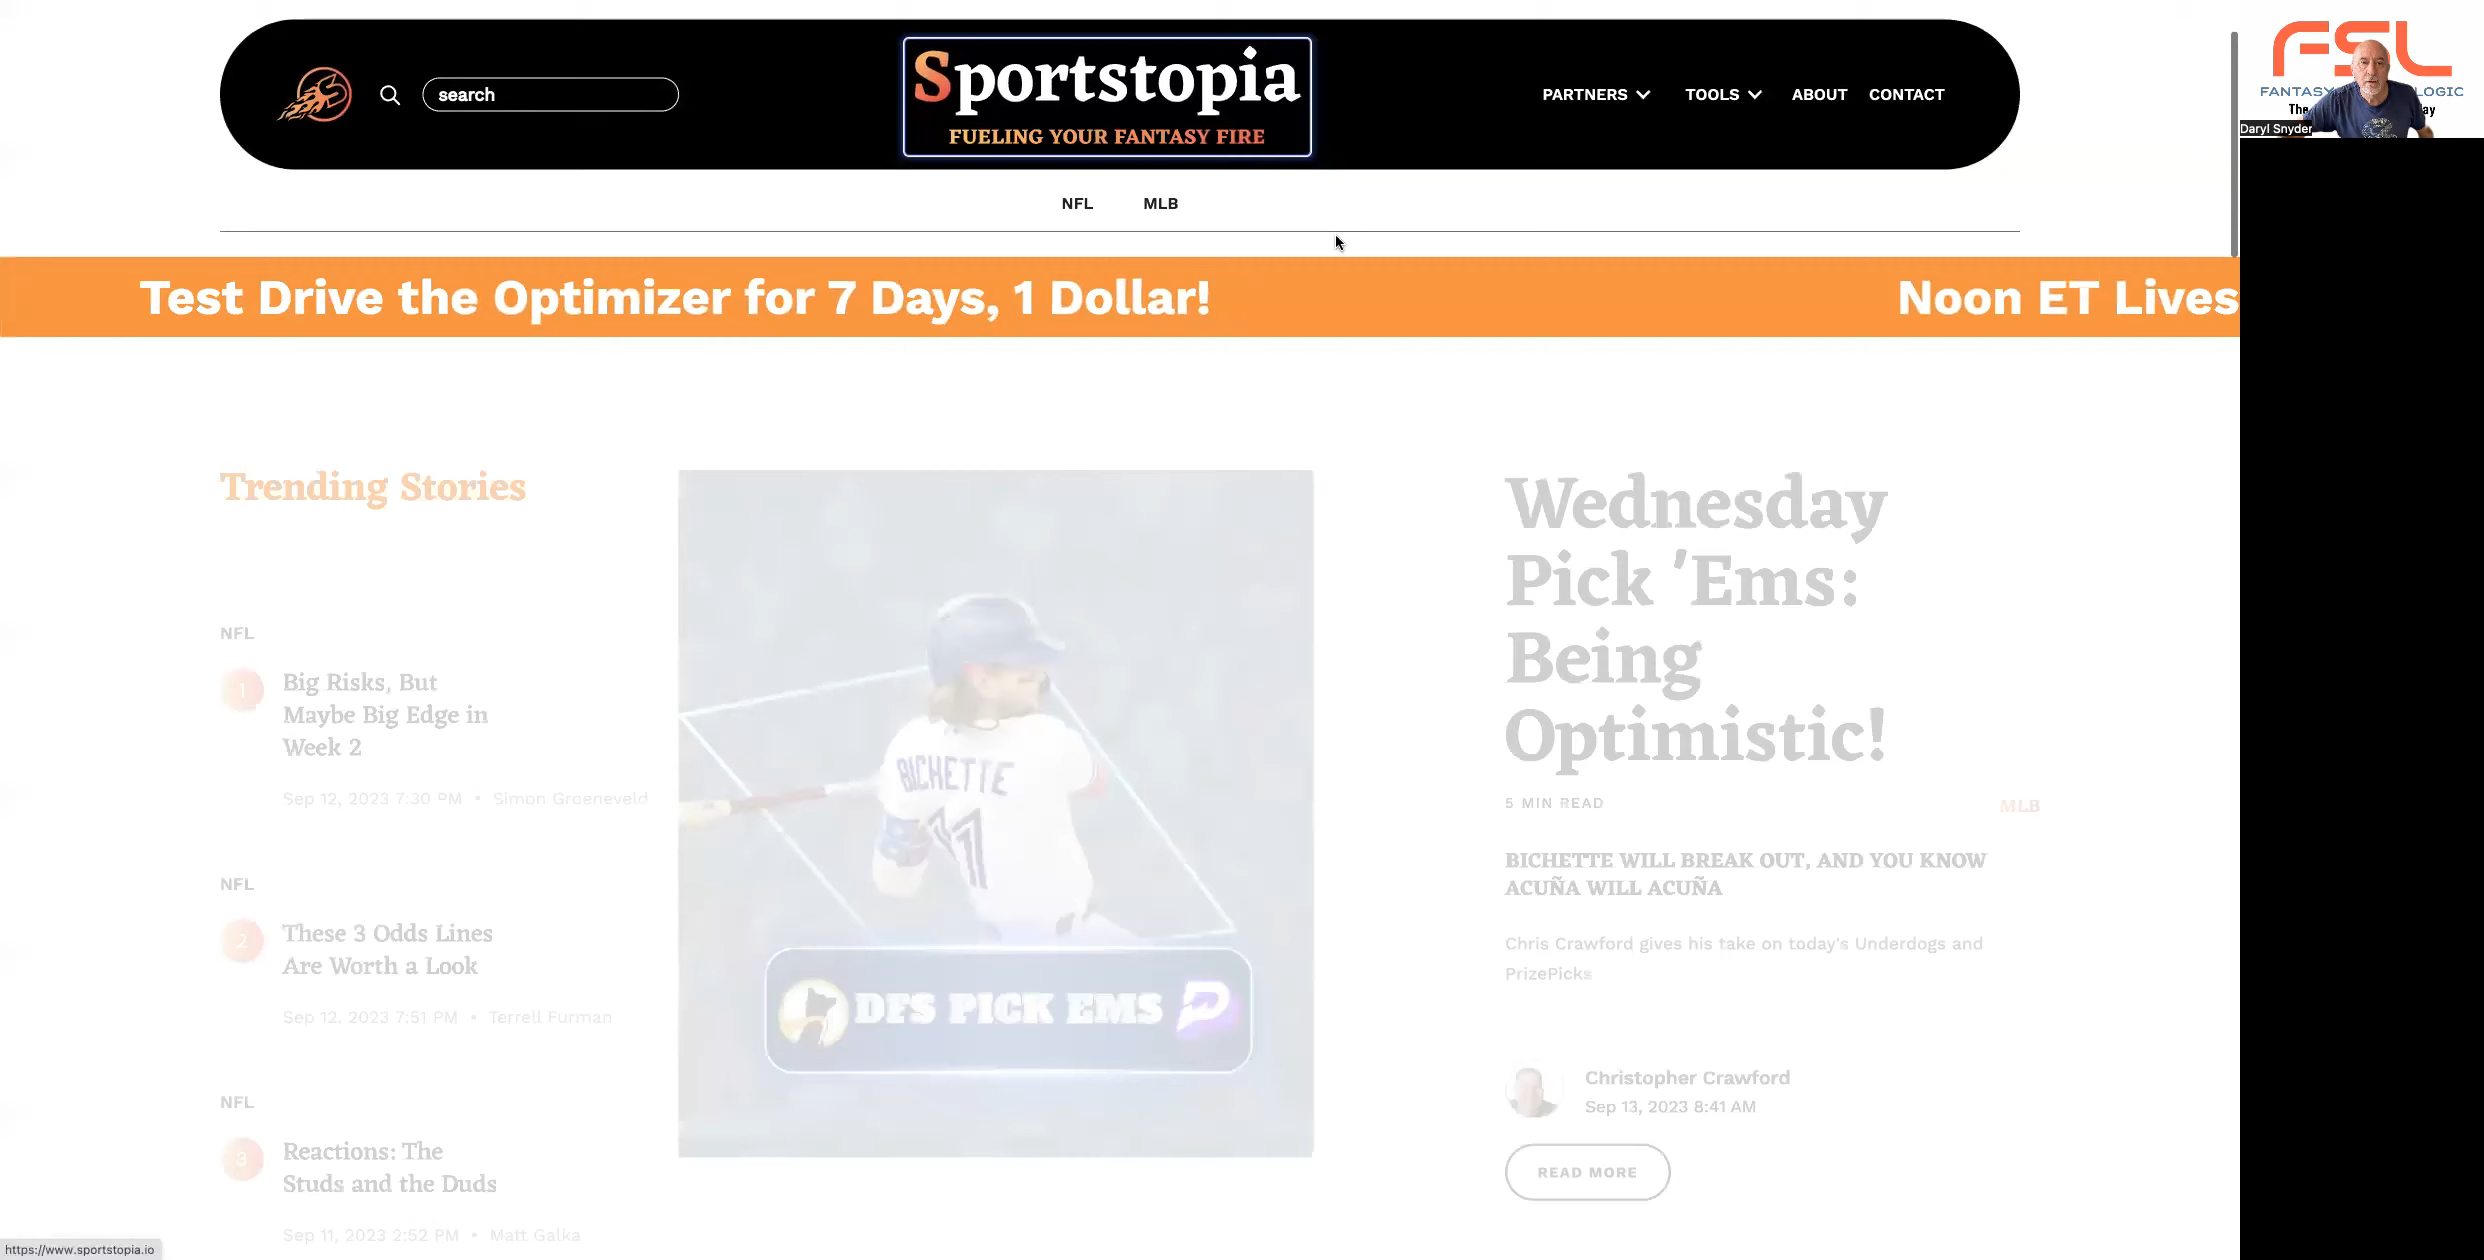 search
Sportstopia
FUELING YOUR FANTASY FIRE
PARTNERS
TOOLS
ABOUT
CONTACT
NFL
MLB
Test Drive the Optimizer for 7 Days, 1 Dollar!
Noon ET Lives
FSL
FANTASY
LOGIC
The
Daryl Snyder
Trending Stories
NFL
1
Big Risks, But
Maybe Big Edge in
Week 2
Sep 12, 2023 7:30 PM • Simon Groeneveld
NFL
2
These 3 Odds Lines
Are Worth a Look
Sep 12, 2023 7:51 PM • Terrell Furman
NFL
3
Reactions: The
Studs and the Duds
Sep 11, 2023 2:52 PM • Matt Galka
BICHETTE
11
DFS PICK EMS
Wednesday
Pick 'Ems:
Being
Optimistic!
5 MIN READ
MLB
BICHETTE WILL BREAK OUT, AND YOU KNOW
ACUÑA WILL ACUÑA
Chris Crawford gives his take on today's Underdogs and
PrizePicks
Christopher Crawford
Sep 13, 2023 8:41 AM
READ MORE
https://www.sportstopia.io